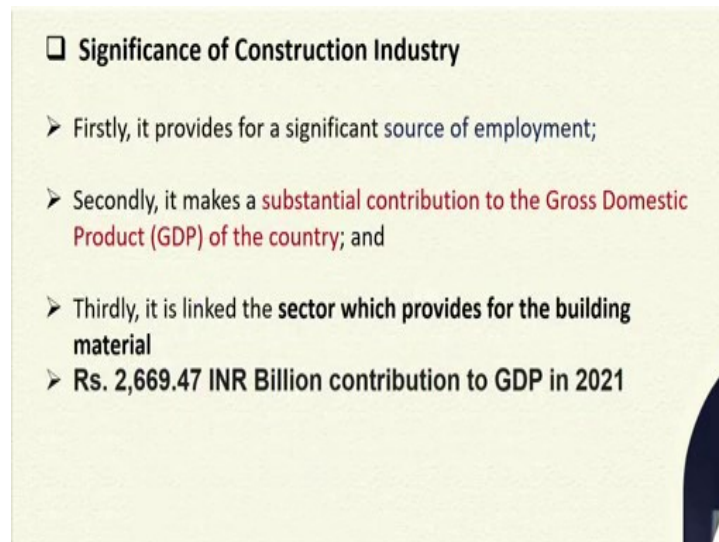 Significance of Construction Industry
Firstly, it provides for a significant source of employment;
Secondly, it makes a substantial contribution to the Gross Domestic
Product (GDP) of the country; and
Thirdly, it is linked the sector which provides for the building
material
Rs. 2,669.47 INR Billion contribution to GDP in 2021